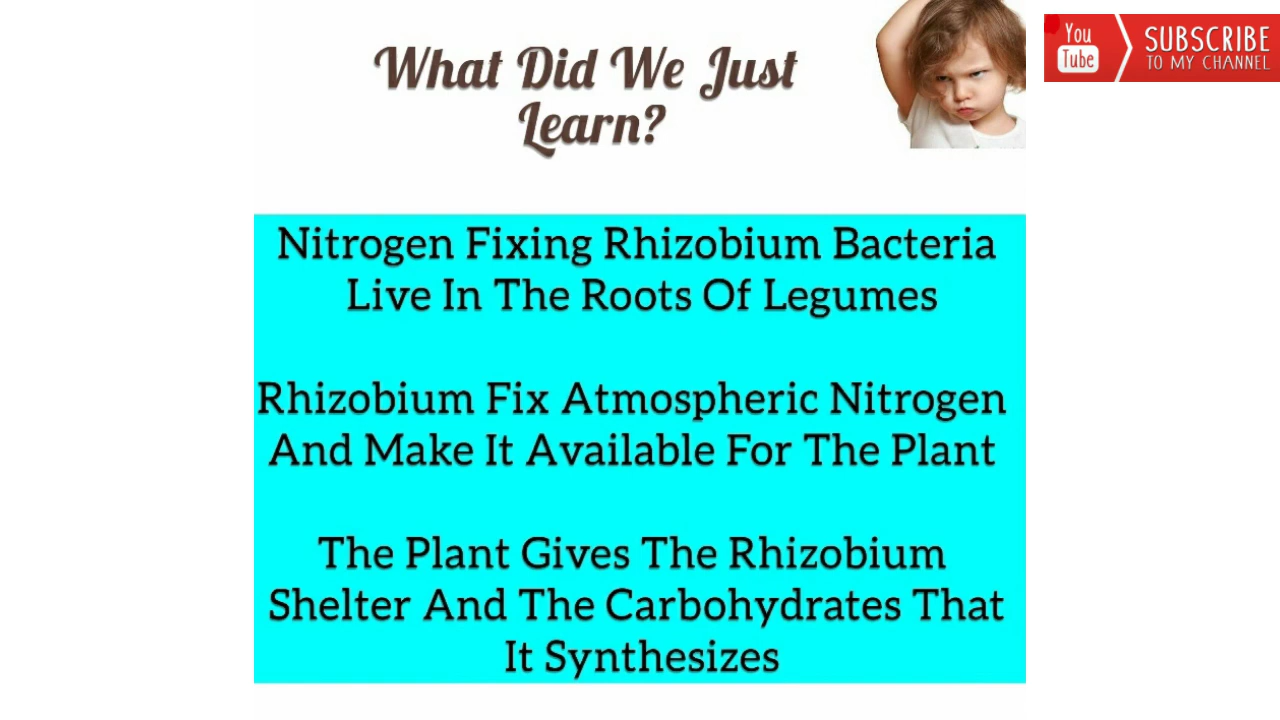 What Did We Just
Learn?
You
Tube
SUBSCRIBE
TO MY CHANNEL
Nitrogen Fixing Rhizobium Bacteria
Live In The Roots Of Legumes
Rhizobium Fix Atmospheric Nitrogen
And Make It Available For The Plant
The Plant Gives The Rhizobium
Shelter And The Carbohydrates That
It Synthesizes